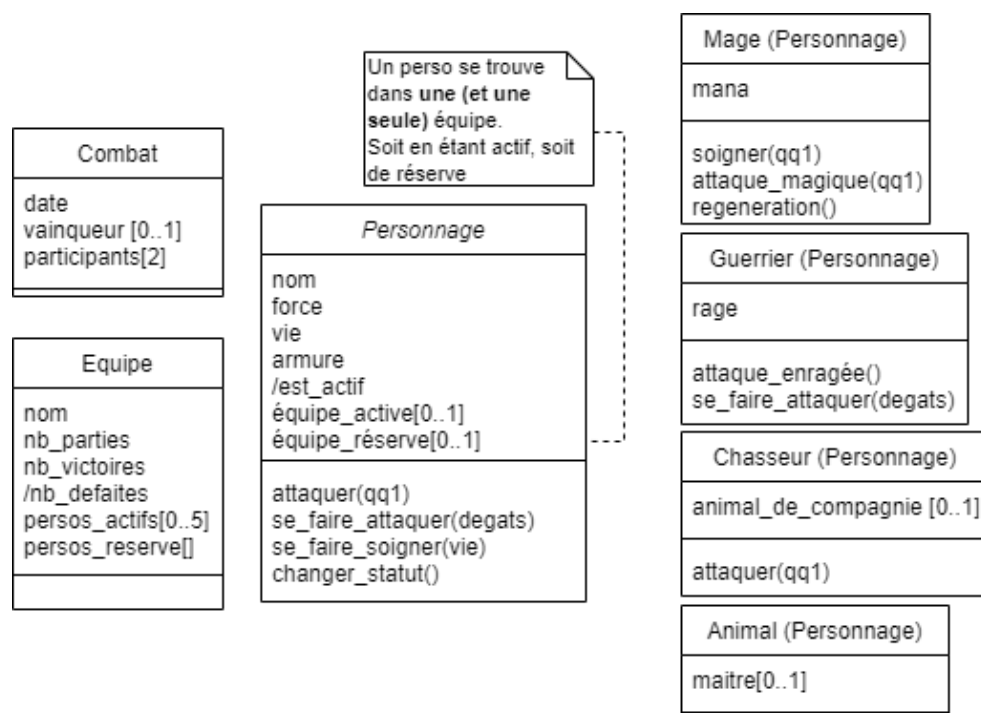 Combat
date
vainqueur [0..1]
participants[2]
Equipe
nom
nb_parties
nb_victoires
/nb_defaites
persos_actifs[0..5]
persos_reserve[]
Un perso se trouve
dans une (et une
seule) équipe.
Soit en étant actif, soit
de réserve
Personnage
nom
force
vie
armure
/est_actif
équipe_active[0..1]
équipe_réserve[0..1]
attaquer(qq1)
se_faire_attaquer(degats)
se_faire_soigner(vie)
changer_statut()
Mage (Personnage)
mana
soigner(qq1)
attaque_magique(qq1)
regeneration()
Guerrier (Personnage)
rage
attaque_enragée()
se_faire_attaquer(degats)
Chasseur (Personnage)
animal_de_compagnie [0..1]
attaquer(qq1)
Animal (Personnage)
maitre[0..1]